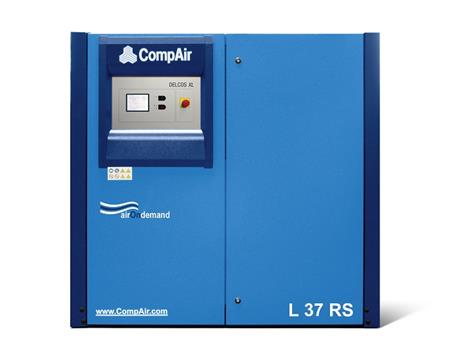 CompAir
DELCOS XL
airOndemand
www.CompAir.com
L 37 RS